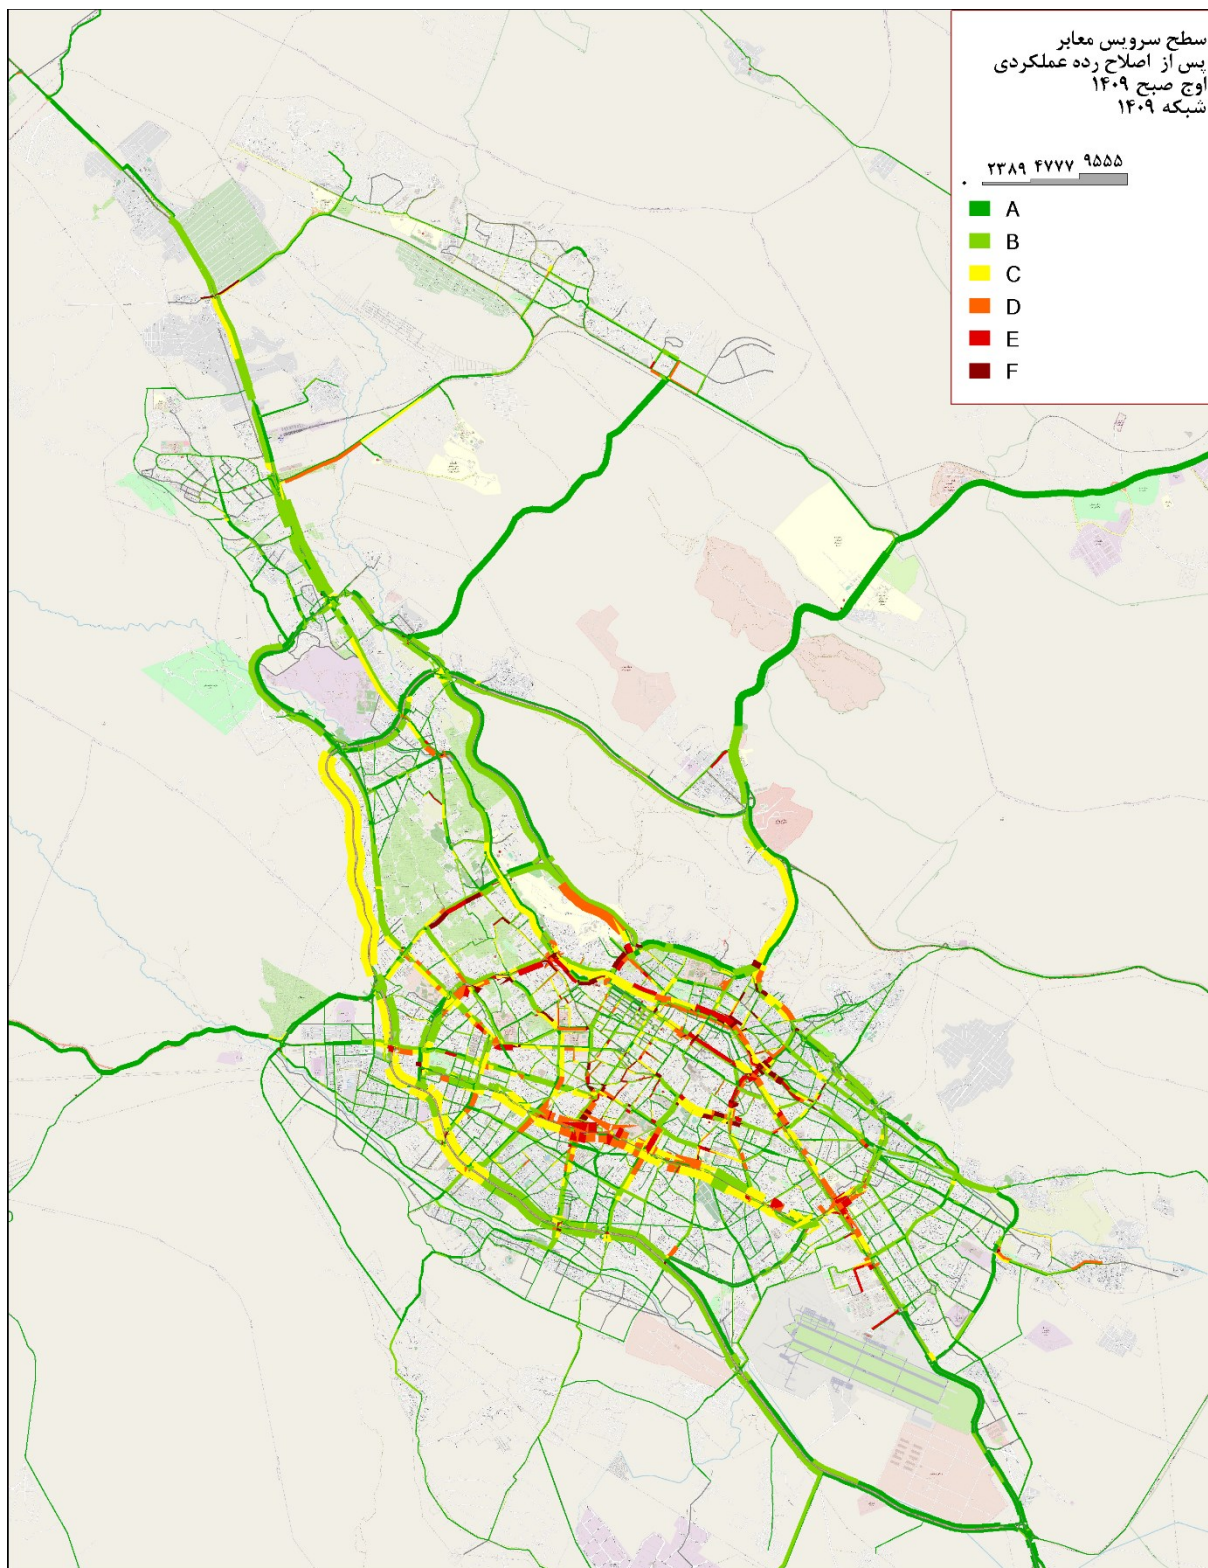 سطح سرویس معابر
پس از اصلاح رده عملکردی
اوج صبح ۱۴۰۹
شبکه ۱۴۰۹
۰ ۲۳۸۹ ۴۷۷۷ ۹۵۵۵
A
B
C
D
E
F